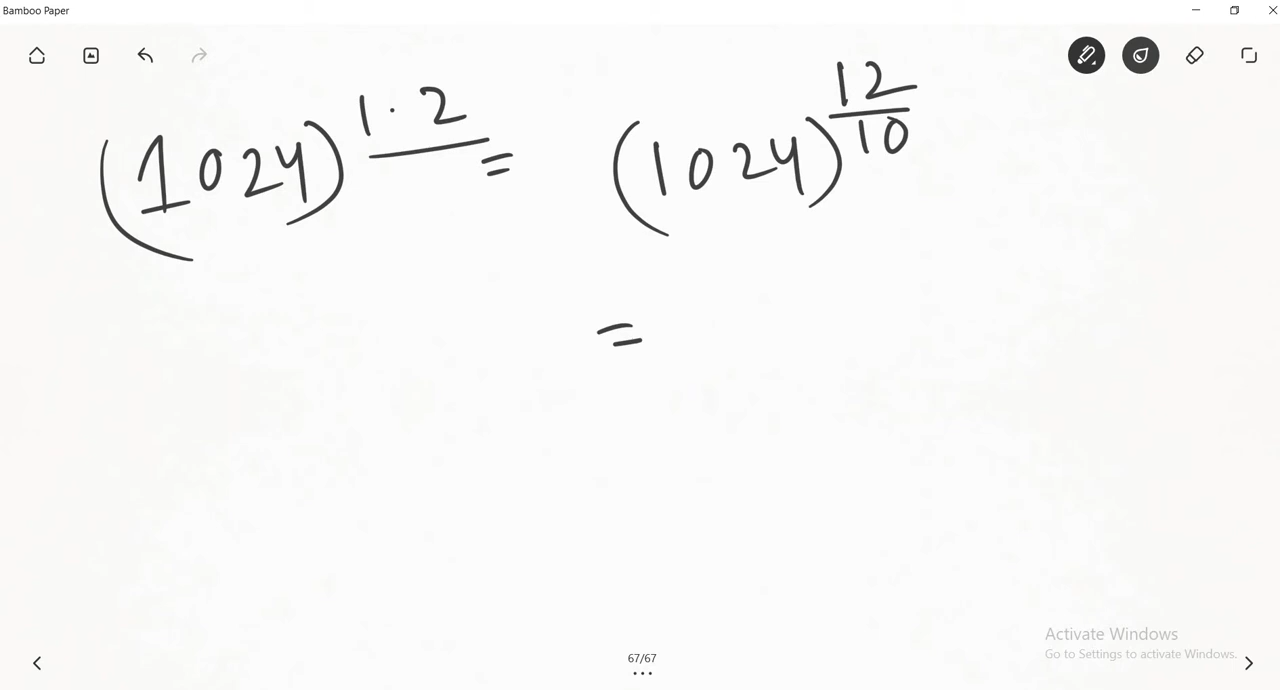 Bamboo Paper
(1024)^1.2 = (1024)^12/10
=
Activate Windows
Go to Settings to activate Windows.
67/67